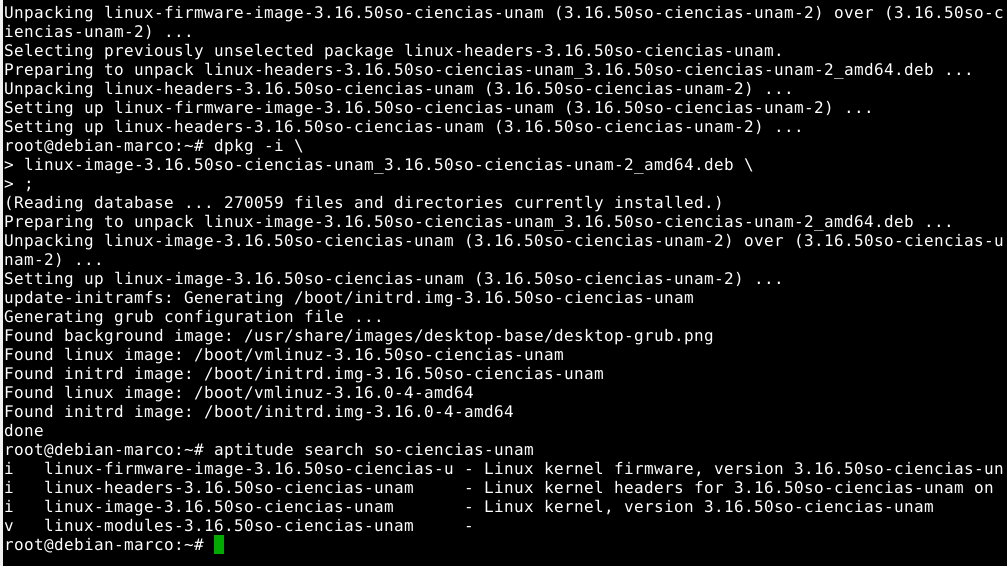 Unpacking linux-firmware-image-3.16.50so-ciencias-unam (3.16.50so-ciencias-unam-2) over (3.16.50so-c
iencias-unam-2) ...
Selecting previously unselected package linux-headers-3.16.50so-ciencias-unam.
Preparing to unpack linux-headers-3.16.50so-ciencias-unam_3.16.50so-ciencias-unam-2_amd64.deb ...
Unpacking linux-headers-3.16.50so-ciencias-unam (3.16.50so-ciencias-unam-2) ...
Setting up linux-firmware-image-3.16.50so-ciencias-unam (3.16.50so-ciencias-unam-2) ...
Setting up linux-headers-3.16.50so-ciencias-unam (3.16.50so-ciencias-unam-2) ...
root@debian-marco:~# dpkg -i \
> linux-image-3.16.50so-ciencias-unam_3.16.50so-ciencias-unam-2_amd64.deb \
> ;
(Reading database ... 270059 files and directories currently installed.)
Preparing to unpack linux-image-3.16.50so-ciencias-unam_3.16.50so-ciencias-unam-2_amd64.deb ...
Unpacking linux-image-3.16.50so-ciencias-unam (3.16.50so-ciencias-unam-2) over (3.16.50so-ciencias-u
nam-2) ...
Setting up linux-image-3.16.50so-ciencias-unam (3.16.50so-ciencias-unam-2) ...
update-initramfs: Generating /boot/initrd.img-3.16.50so-ciencias-unam
Generating grub configuration file ...
Found background image: /usr/share/images/desktop-base/desktop-grub.png
Found linux image: /boot/vmlinuz-3.16.50so-ciencias-unam
Found initrd image: /boot/initrd.img-3.16.50so-ciencias-unam
Found linux image: /boot/vmlinuz-3.16.0-4-amd64
Found initrd image: /boot/initrd.img-3.16.0-4-amd64
done
root@debian-marco:~# aptitude search so-ciencias-unam
i   linux-firmware-image-3.16.50so-ciencias-u - Linux kernel firmware, version 3.16.50so-ciencias-un
i   linux-headers-3.16.50so-ciencias-unam     - Linux kernel headers for 3.16.50so-ciencias-unam on
i   linux-image-3.16.50so-ciencias-unam       - Linux kernel, version 3.16.50so-ciencias-unam
v   linux-modules-3.16.50so-ciencias-unam     -
root@debian-marco:~#